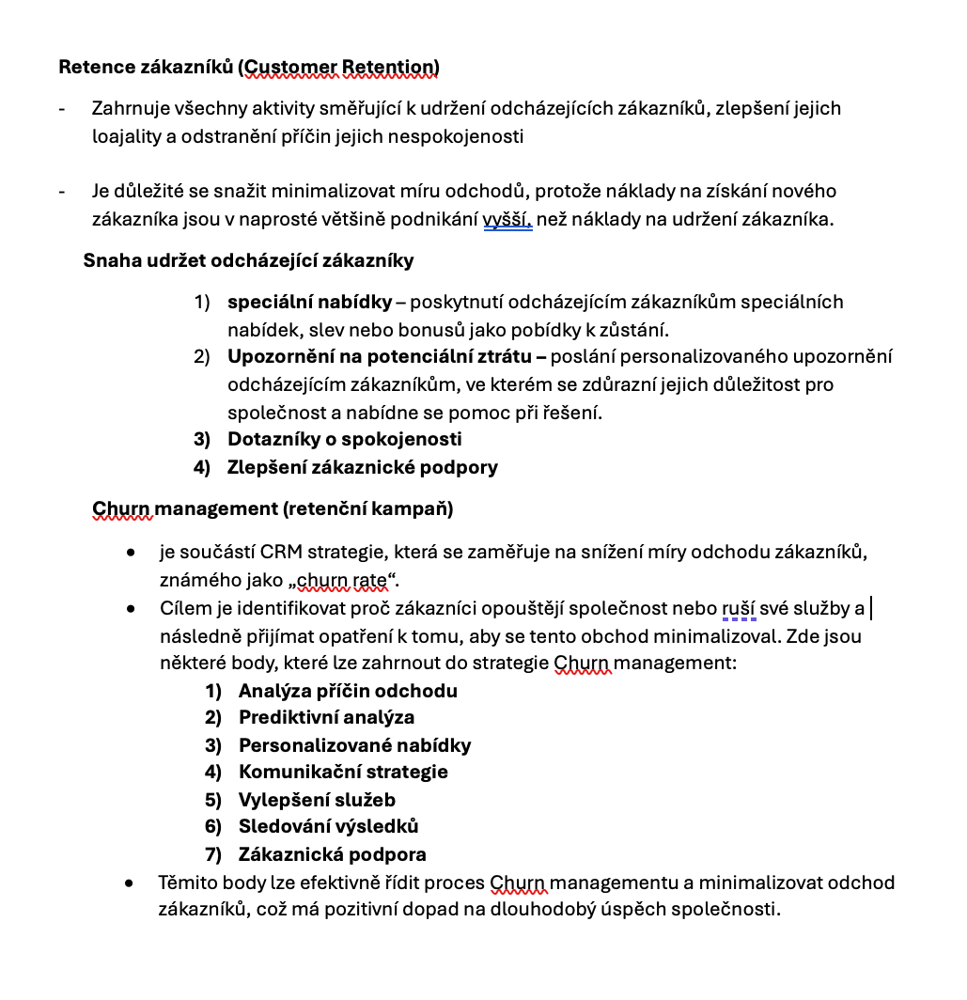 Retence zákazníků (Customer Retention)
- Zahrnuje všechny aktivity směřující k udržení odcházejících zákazníků, zlepšení jejich
loajality a odstranění příčin jejich nespokojenosti
- Je důležité se snažit minimalizovat míru odchodů, protože náklady na získání nového
zákazníka jsou v naprosté většině podnikání vyšší, než náklady na udržení zákazníka.
Snaha udržet odcházející zákazníky
1) speciální nabídky – poskytnutí odcházejícím zákazníkům speciálních
nabídek, slev nebo bonusů jako pobídky k zůstání.
2) Upozornění na potenciální ztrátu – poslání personalizovaného upozornění
odcházejícím zákazníkům, ve kterém se zdůrazní jejich důležitost pro
společnost a nabídne se pomoc při řešení.
3) Dotazníky o spokojenosti
4) Zlepšení zákaznické podpory
Churn management (retenční kampaň)
• je součástí CRM strategie, která se zaměřuje na snížení míry odchodu zákazníků,
známého jako „churn rate“.
• Cílem je identifikovat proč zákazníci opouštějí společnost nebo ruší své služby a
následně přijímat opatření k tomu, aby se tento obchod minimalizoval. Zde jsou
některé body, které lze zahrnout do strategie Churn management:
1) Analýza příčin odchodu
2) Prediktivní analýza
3) Personalizované nabídky
4) Komunikační strategie
5) Vylepšení služeb
6) Sledování výsledků
7) Zákaznická podpora
• Těmito body lze efektivně řídit proces Churn managementu a minimalizovat odchod
zákazníků, což má pozitivní dopad na dlouhodobý úspěch společnosti.